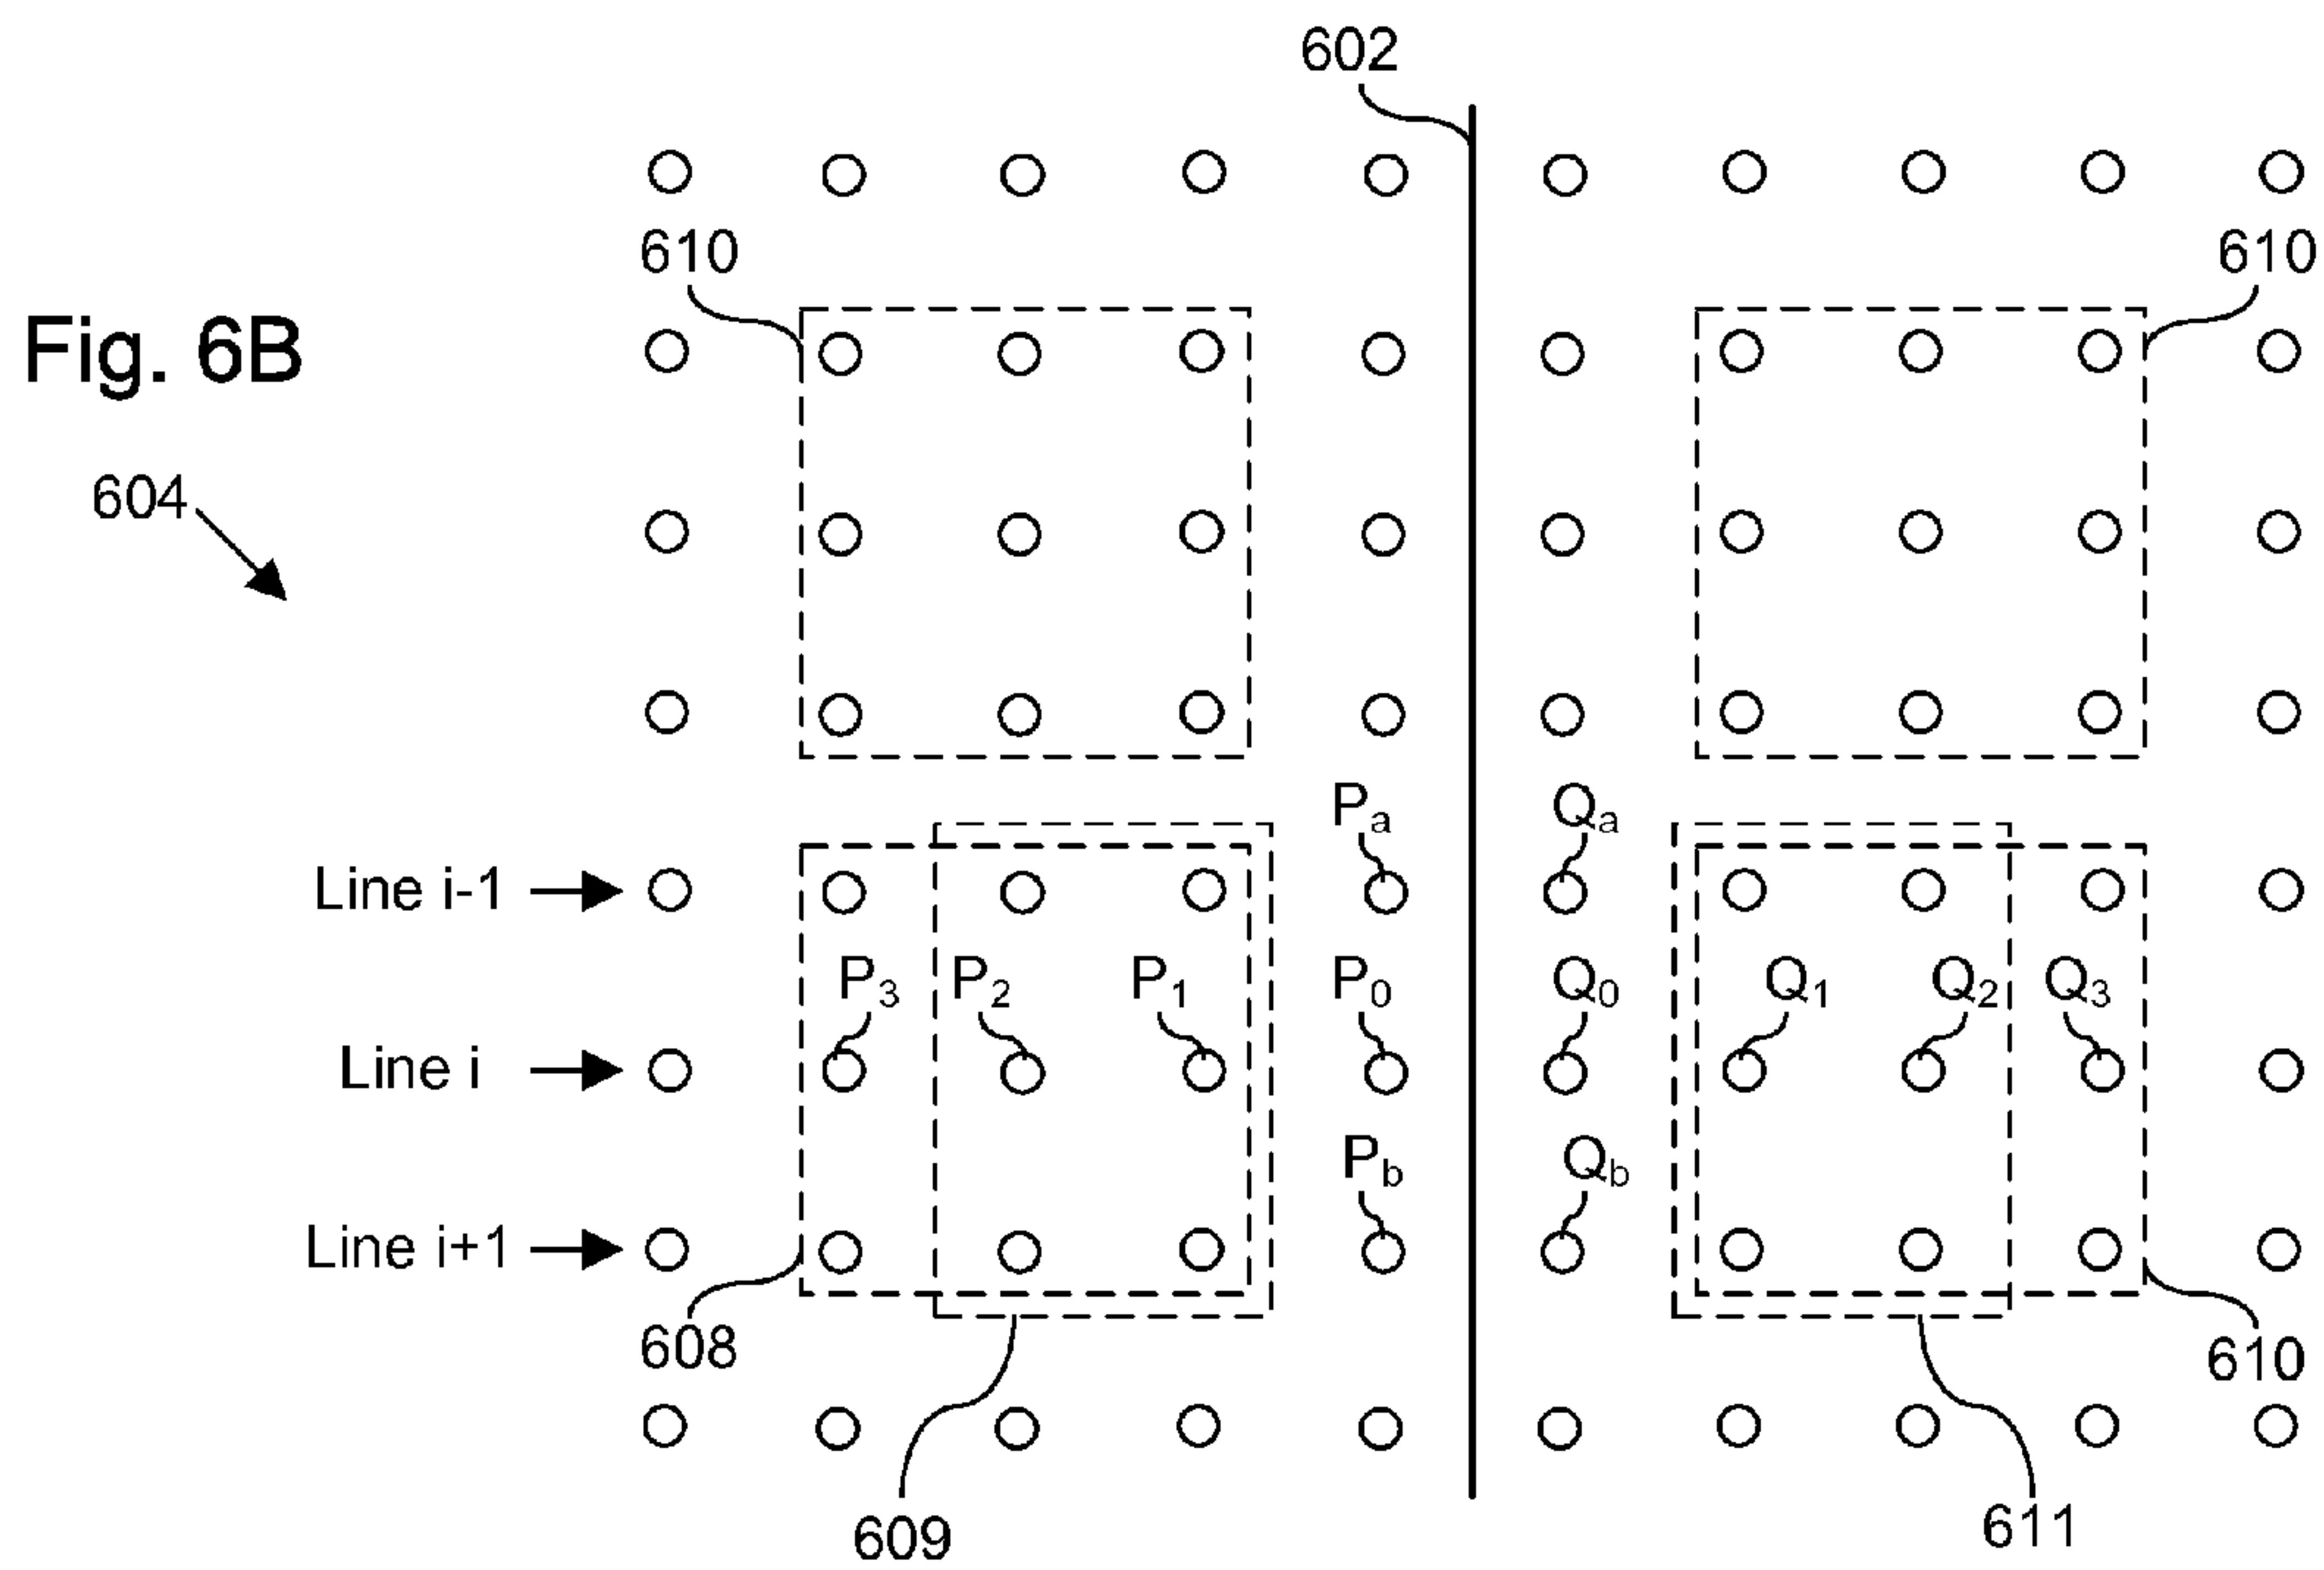 602
610
610
Fig. 6B
604
Pa
Qa
Line i-1
P3
P2
P1
P0
Q0
Q1
Q2
Q3
Line i
Pb
Qb
Line i+1
608
610
609
611